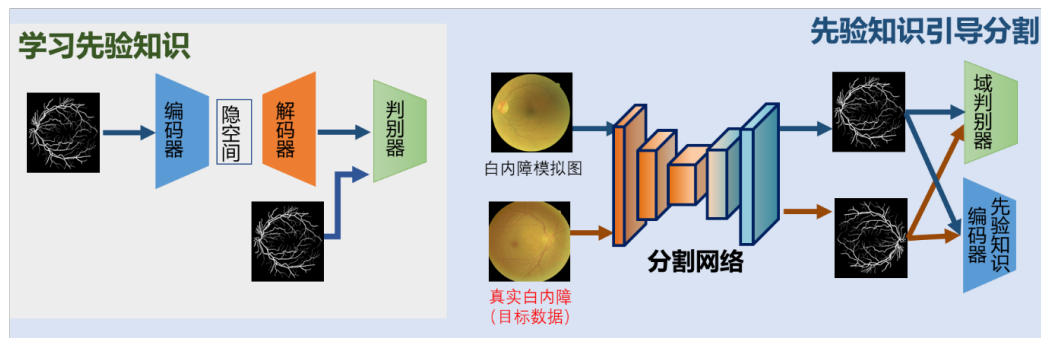 学习先验知识
编码器
隐空间
解码器
判别器
先验知识引导分割
白内障模拟图
真实白内障
(目标数据)
分割网络
域判别器
先验知识
编码器